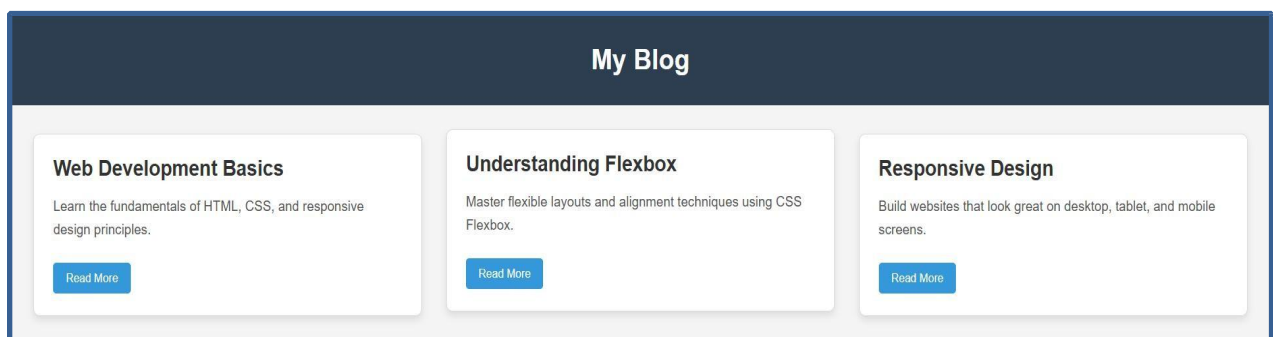 My Blog
Web Development Basics
Learn the fundamentals of HTML, CSS, and responsive
design principles.
Read More
Understanding Flexbox
Master flexible layouts and alignment techniques using CSS
Flexbox.
Read More
Responsive Design
Build websites that look great on desktop, tablet, and mobile
screens.
Read More